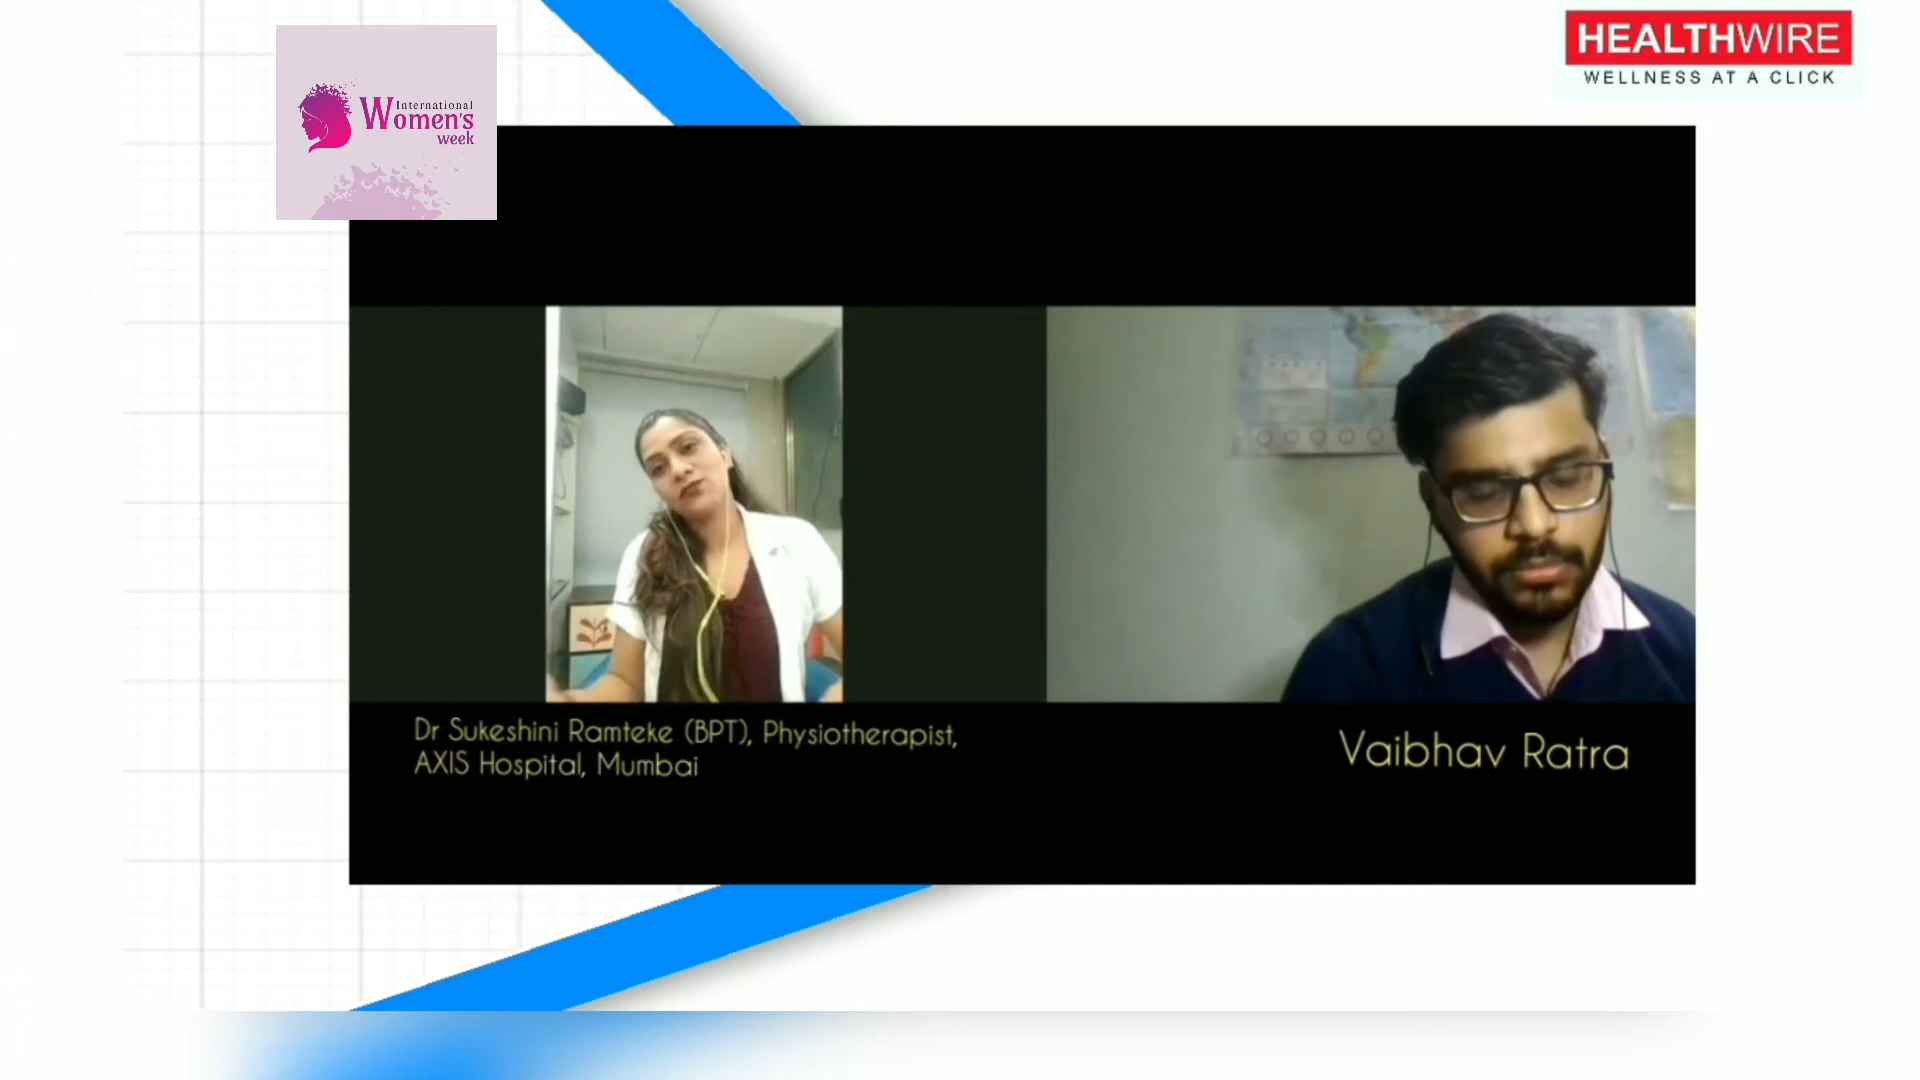 International
Women's
week
HEALTHWIRE
WELLNESS AT A CLICK
Dr Sukeshini Ramteke (BPT), Physiotherapist,
AXIS Hospital, Mumbai
Vaibhav Ratra